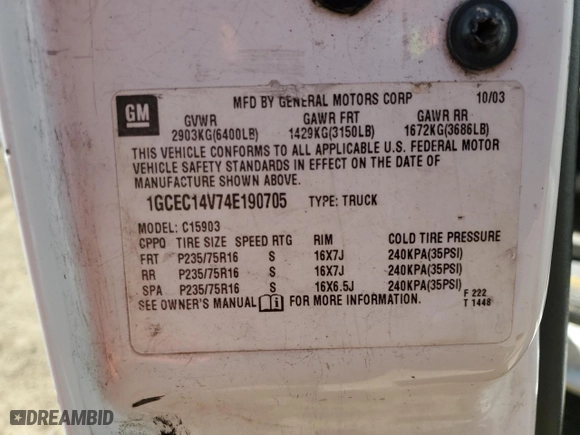 MFD BY GENERAL MOTORS CORP 10/03
GM
GVWR GAWR FRT GAWR RR
2903KG(6400LB) 1429KG(3150LB) 1672KG(3686LB)
THIS VEHICLE CONFORMS TO ALL APPLICABLE U.S. FEDERAL MOTOR
VEHICLE SAFETY STANDARDS IN EFFECT ON THE DATE OF
MANUFACTURE SHOWN ABOVE.
1GCEC14V74E190705 TYPE: TRUCK
MODEL: C15903
CPPO TIRE SIZE SPEED RTG RIM COLD TIRE PRESSURE
FRT P235/75R16 S 16X7J 240KPA(35PSI)
RR P235/75R16 S 16X7J 240KPA(35PSI)
SPA P235/75R16 S 16X6.5J 240KPA(35PSI)
SEE OWNER'S MANUAL FOR MORE INFORMATION.
F 222
T 1448
DREAMBID